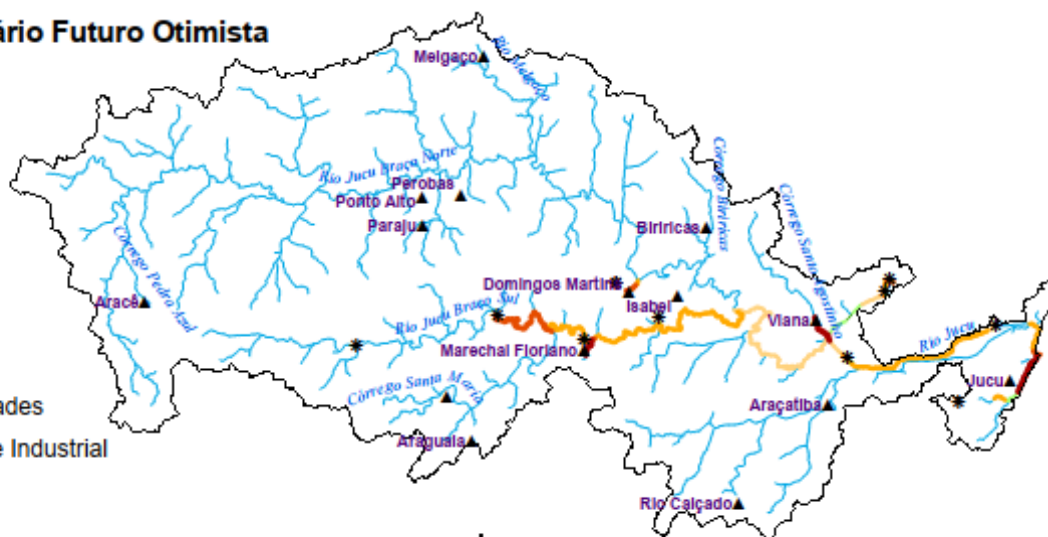 ário Futuro Otimista
Melgaço
Rio Melgaço
Rio Jucu Braço Norte
Perobas
Ponto Alto
Paraju
Córrego Biriricas
Biriricas
Córrego Santo Agostinho
Córrego Pedra Azul
Aracê
Domingos Martins
Isabel
Viana
Rio Jucu Braço Sul
Rio Jucu
Marechal Floriano
Jucu
Córrego Santa Maria
Araçatiba
ades
e Industrial
Araguaia
Rio Calçado